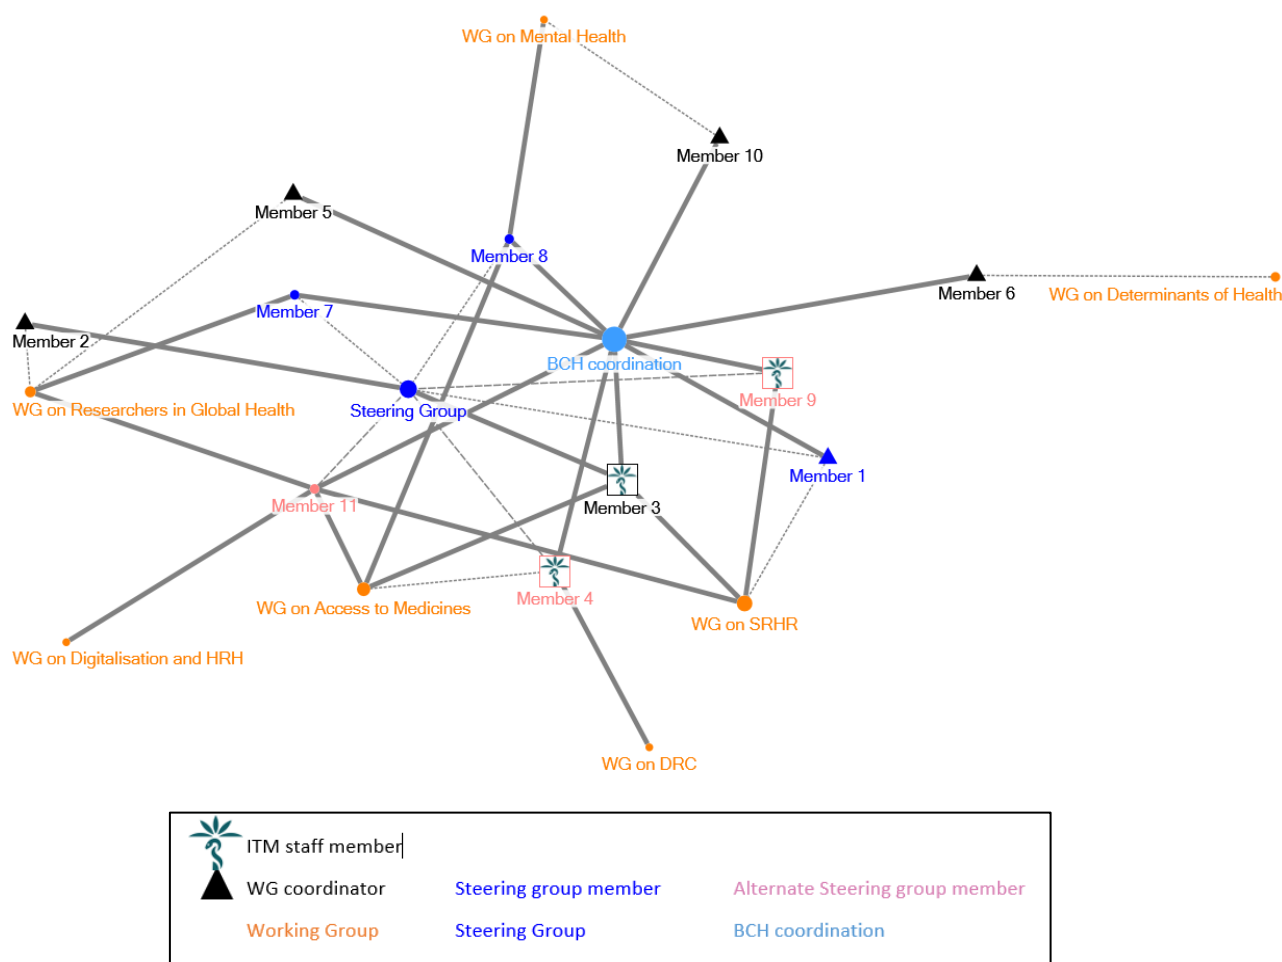 WG on Mental Health
Member 10
Member 5
Member 8
Member 6
WG on Determinants of Health
Member 7
Member 2
BCH coordination
Member 9
WG on Researchers in Global Health
Steering Group
Member 1
Member 11
Member 3
Member 4
WG on Access to Medicines
WG on SRHR
WG on Digitalisation and HRH
WG on DRC
ITM staff member
WG coordinator
Steering group member
Alternate Steering group member
Working Group
Steering Group
BCH coordination